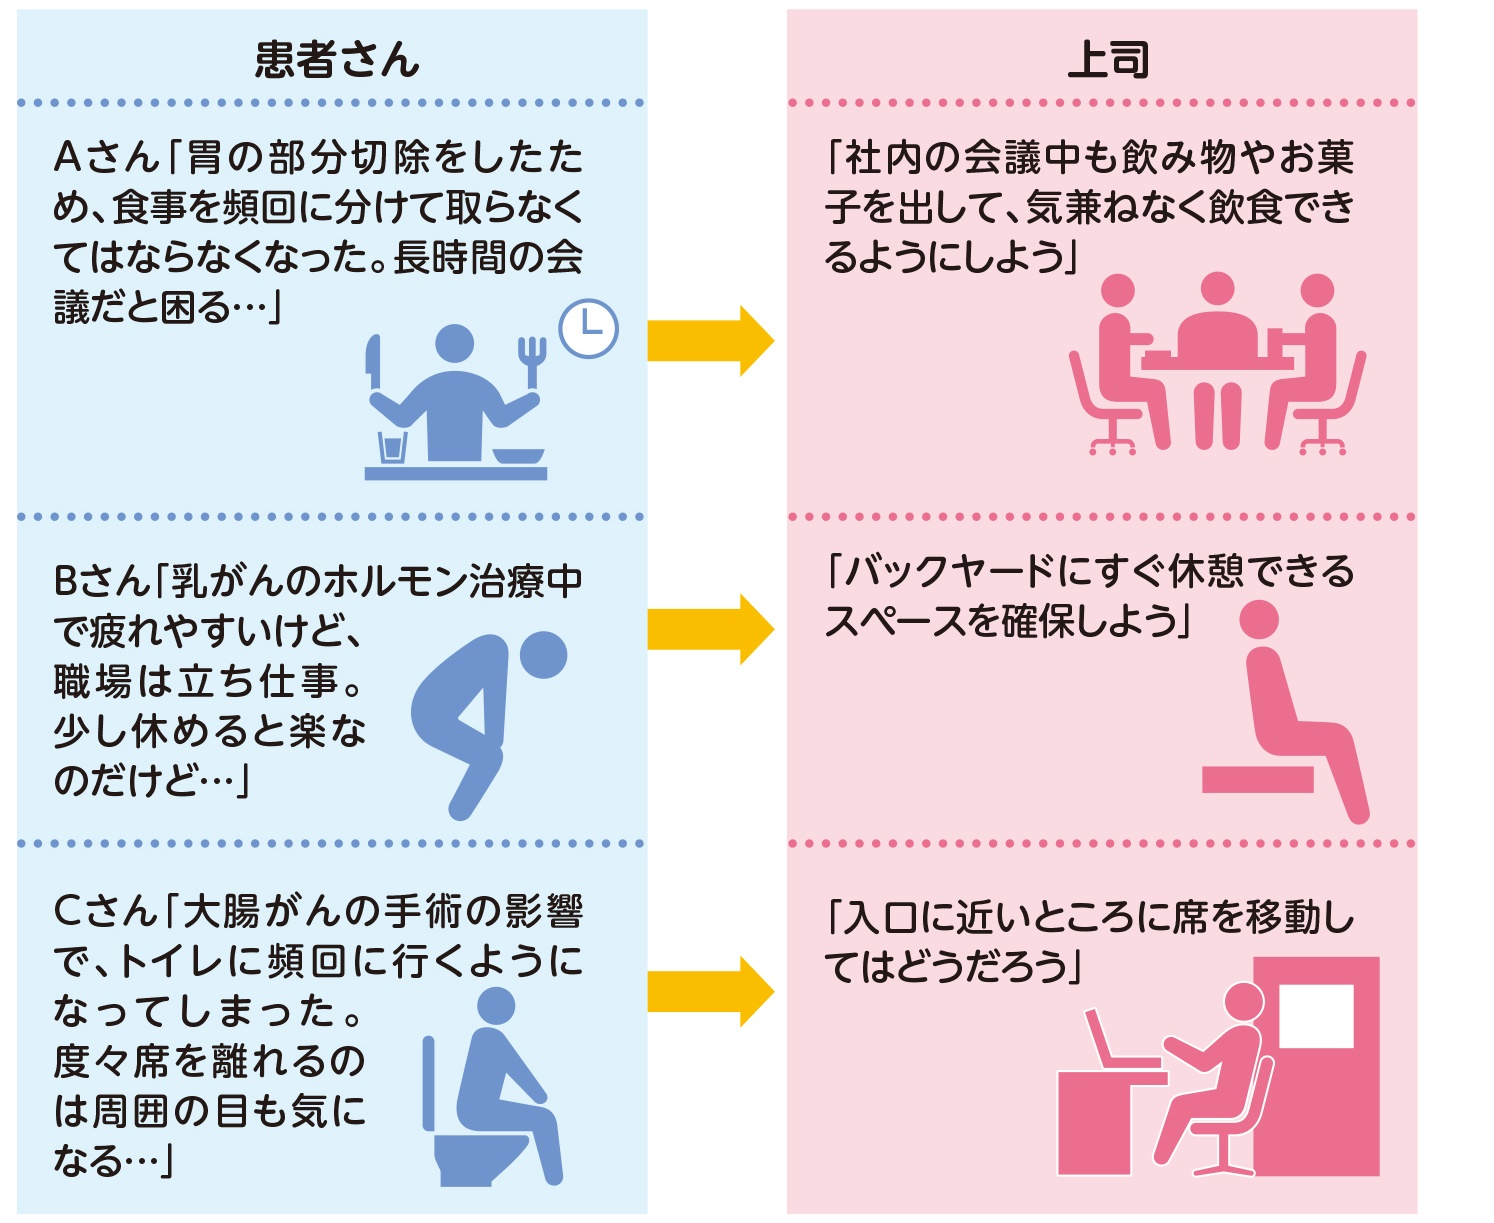 患者さん
上司
Aさん「胃の部分切除をしたた
め、食事を頻回に分けて取らなく
てはならなくなった。長時間の会
議だと困る…」
「社内の会議中も飲み物やお菓
子を出して、気兼ねなく飲食でき
るようにしよう」
Bさん「乳がんのホルモン治療中
で疲れやすいけど、
職場は立ち仕事。
少し休めると楽な
のだけど…」
「バックヤードにすぐ休憩できる
スペースを確保しよう」
Cさん「大腸がんの手術の影響
で、トイレに頻回に行くように
なってしまった。
度々席を離れるの
は周囲の目も気に
なる…」
「入口に近いところに席を移動し
てはどうだろう」